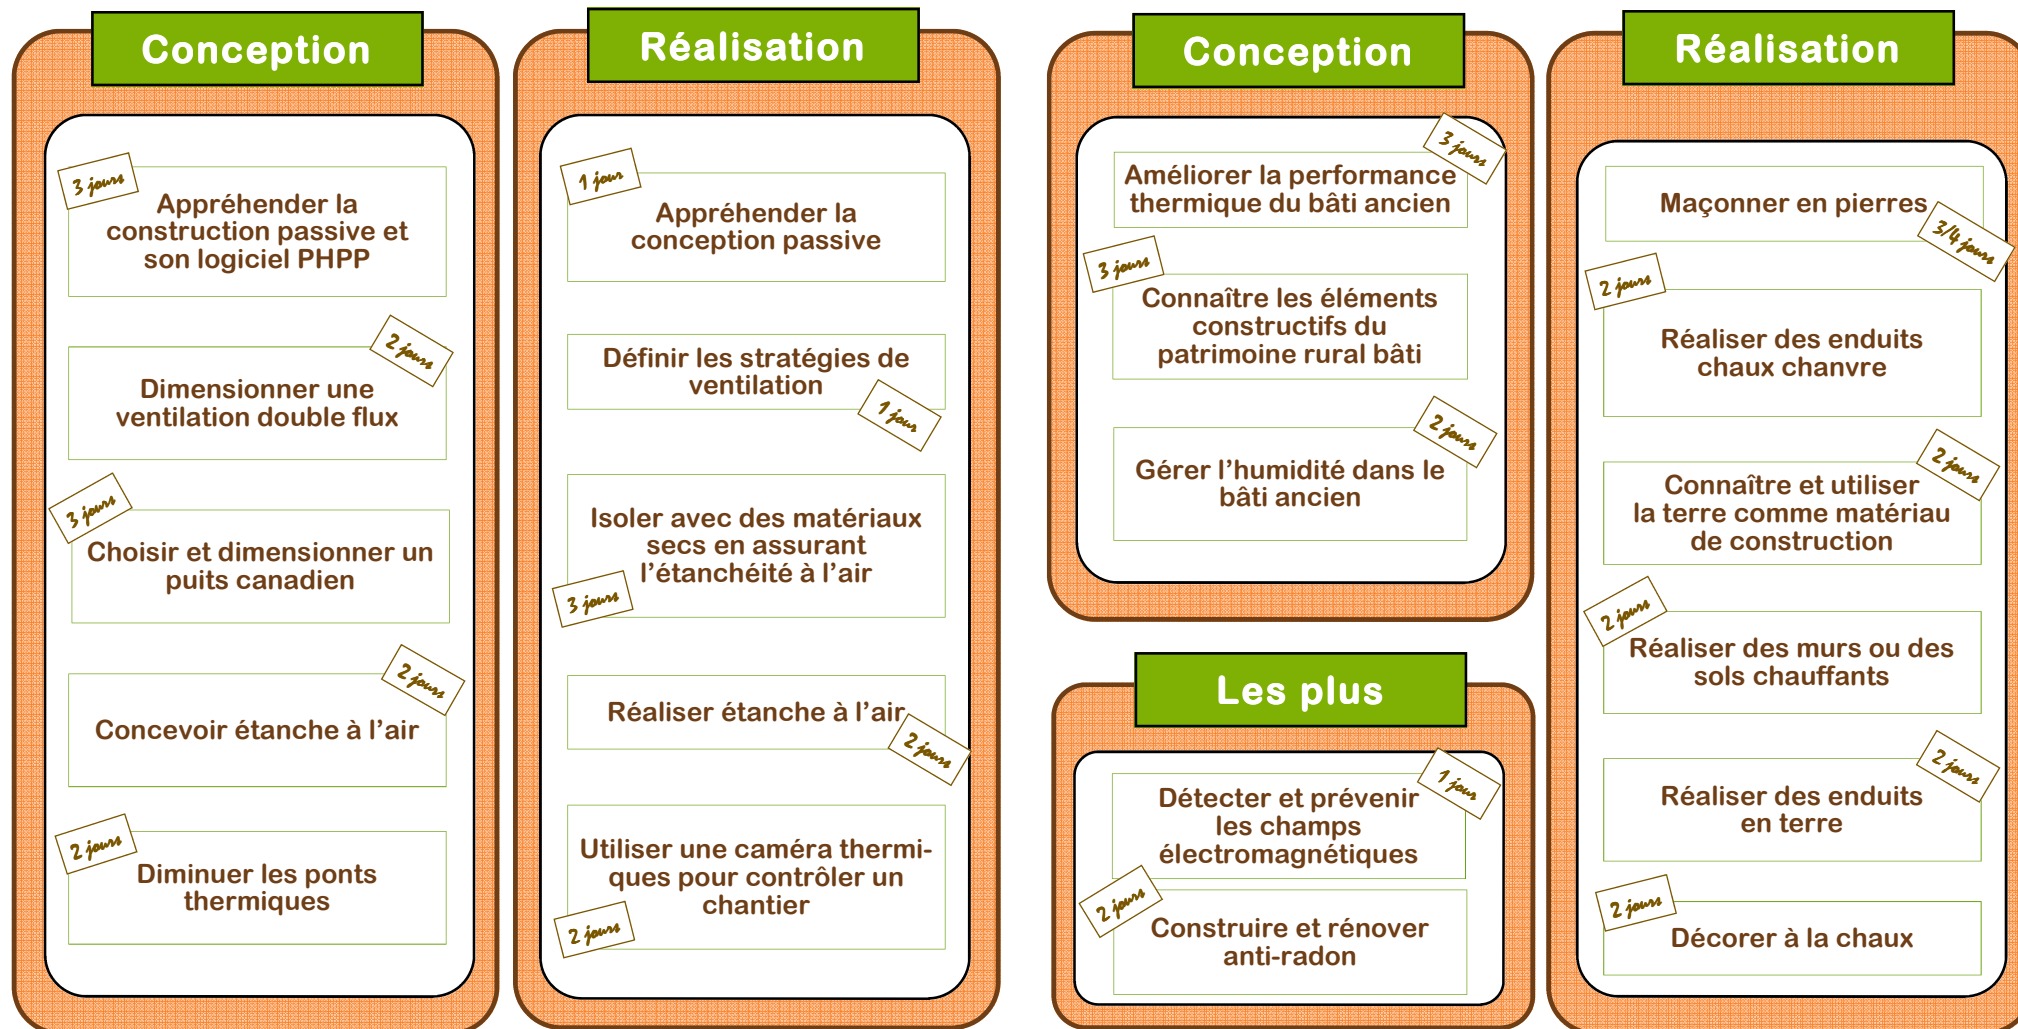 Conception
3 jours
Appréhender la
construction passive et
son logiciel PHPP
2 jours
Dimensionner une
ventilation double flux
3 jours
Choisir et dimensionner un
puits canadien
2 jours
Concevoir étanche à l’air
2 jours
Diminuer les ponts
thermiques
Réalisation
1 jour
Appréhender la
conception passive
Définir les stratégies de
ventilation
1 jour
Isoler avec des matériaux
secs en assurant
l’étanchéité à l’air
3 jours
Réaliser étanche à l’air
2 jours
Utiliser une caméra thermi-
ques pour contrôler un
chantier
2 jours
Conception
3 jours
Améliorer la performance
thermique du bâti ancien
3 jours
Connaître les éléments
constructifs du
patrimoine rural bâti
2 jours
Gérer l’humidité dans le
bâti ancien
Les plus
1 jour
Détecter et prévenir
les champs
électromagnétiques
2 jours
Construire et rénover
anti-radon
Réalisation
Maçonner en pierres
3/4 jours
2 jours
Réaliser des enduits
chaux chanvre
2 jours
Connaître et utiliser
la terre comme matériau
de construction
2 jours
Réaliser des murs ou des
sols chauffants
2 jours
Réaliser des enduits
en terre
2 jours
Décorer à la chaux